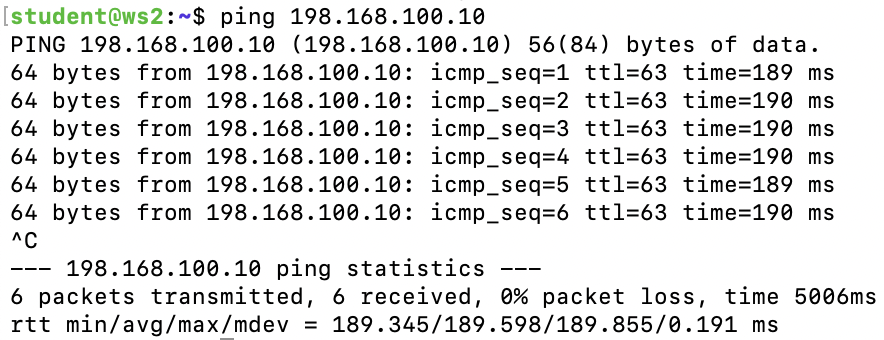 [student@ws2:~$ ping 198.168.100.10
PING 198.168.100.10 (198.168.100.10) 56(84) bytes of data.
64 bytes from 198.168.100.10: icmp_seq=1 ttl=63 time=189 ms
64 bytes from 198.168.100.10: icmp_seq=2 ttl=63 time=190 ms
64 bytes from 198.168.100.10: icmp_seq=3 ttl=63 time=190 ms
64 bytes from 198.168.100.10: icmp_seq=4 ttl=63 time=190 ms
64 bytes from 198.168.100.10: icmp_seq=5 ttl=63 time=189 ms
64 bytes from 198.168.100.10: icmp_seq=6 ttl=63 time=190 ms
^C
--- 198.168.100.10 ping statistics ---
6 packets transmitted, 6 received, 0% packet loss, time 5006ms
rtt min/avg/max/mdev = 189.345/189.598/189.855/0.191 ms